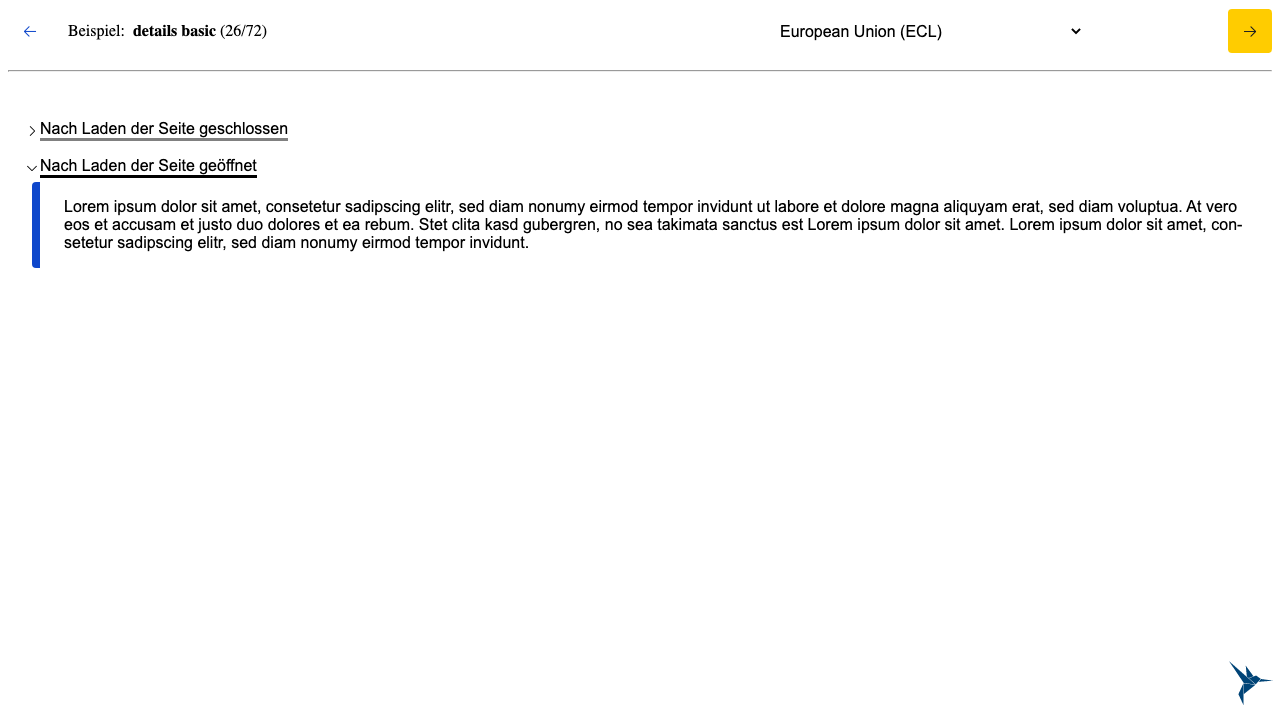 Beispiel: details basic (26/72)
European Union (ECL)
Nach Laden der Seite geschlossen
Nach Laden der Seite geöffnet
Lorem ipsum dolor sit amet, consetetur sadipscing elitr, sed diam nonumy eirmod tempor invidunt ut labore et dolore magna aliquyam erat, sed diam voluptua. At vero
eos et accusam et justo duo dolores et ea rebum. Stet clita kasd gubergren, no sea takimata sanctus est Lorem ipsum dolor sit amet. Lorem ipsum dolor sit amet, con-
setetur sadipscing elitr, sed diam nonumy eirmod tempor invidunt.